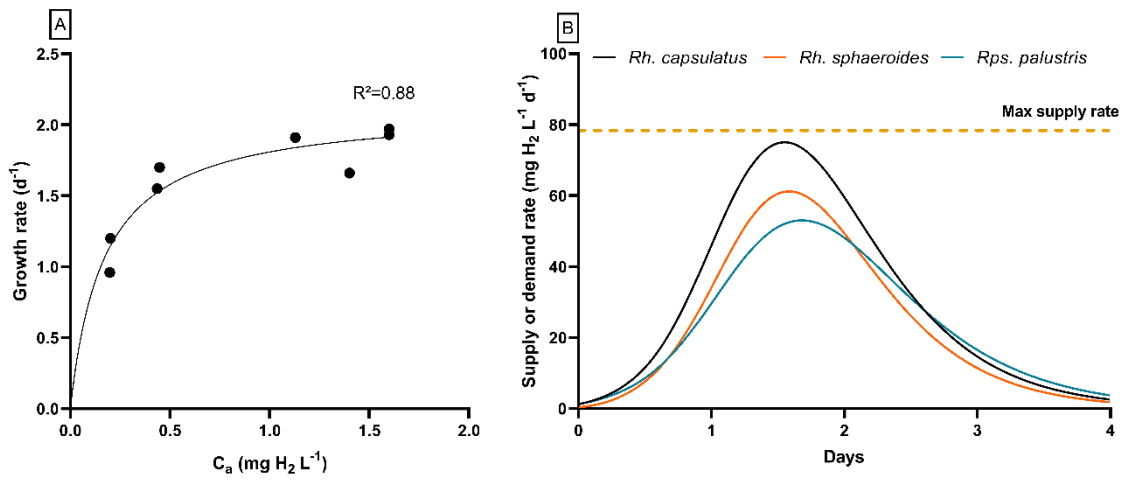 A
2.5
2.0
1.5
1.0
0.5
0.0
Growth rate (d⁻¹)
R²=0.88
0.0 0.5 1.0 1.5 2.0
Cₐ (mg H₂ L⁻¹)
B
100
80
60
40
20
0
Supply or demand rate (mg H₂ L⁻¹ d⁻¹)
Rh. capsulatus Rh. sphaeroides Rps. palustris
Max supply rate
0 1 2 3 4
Days